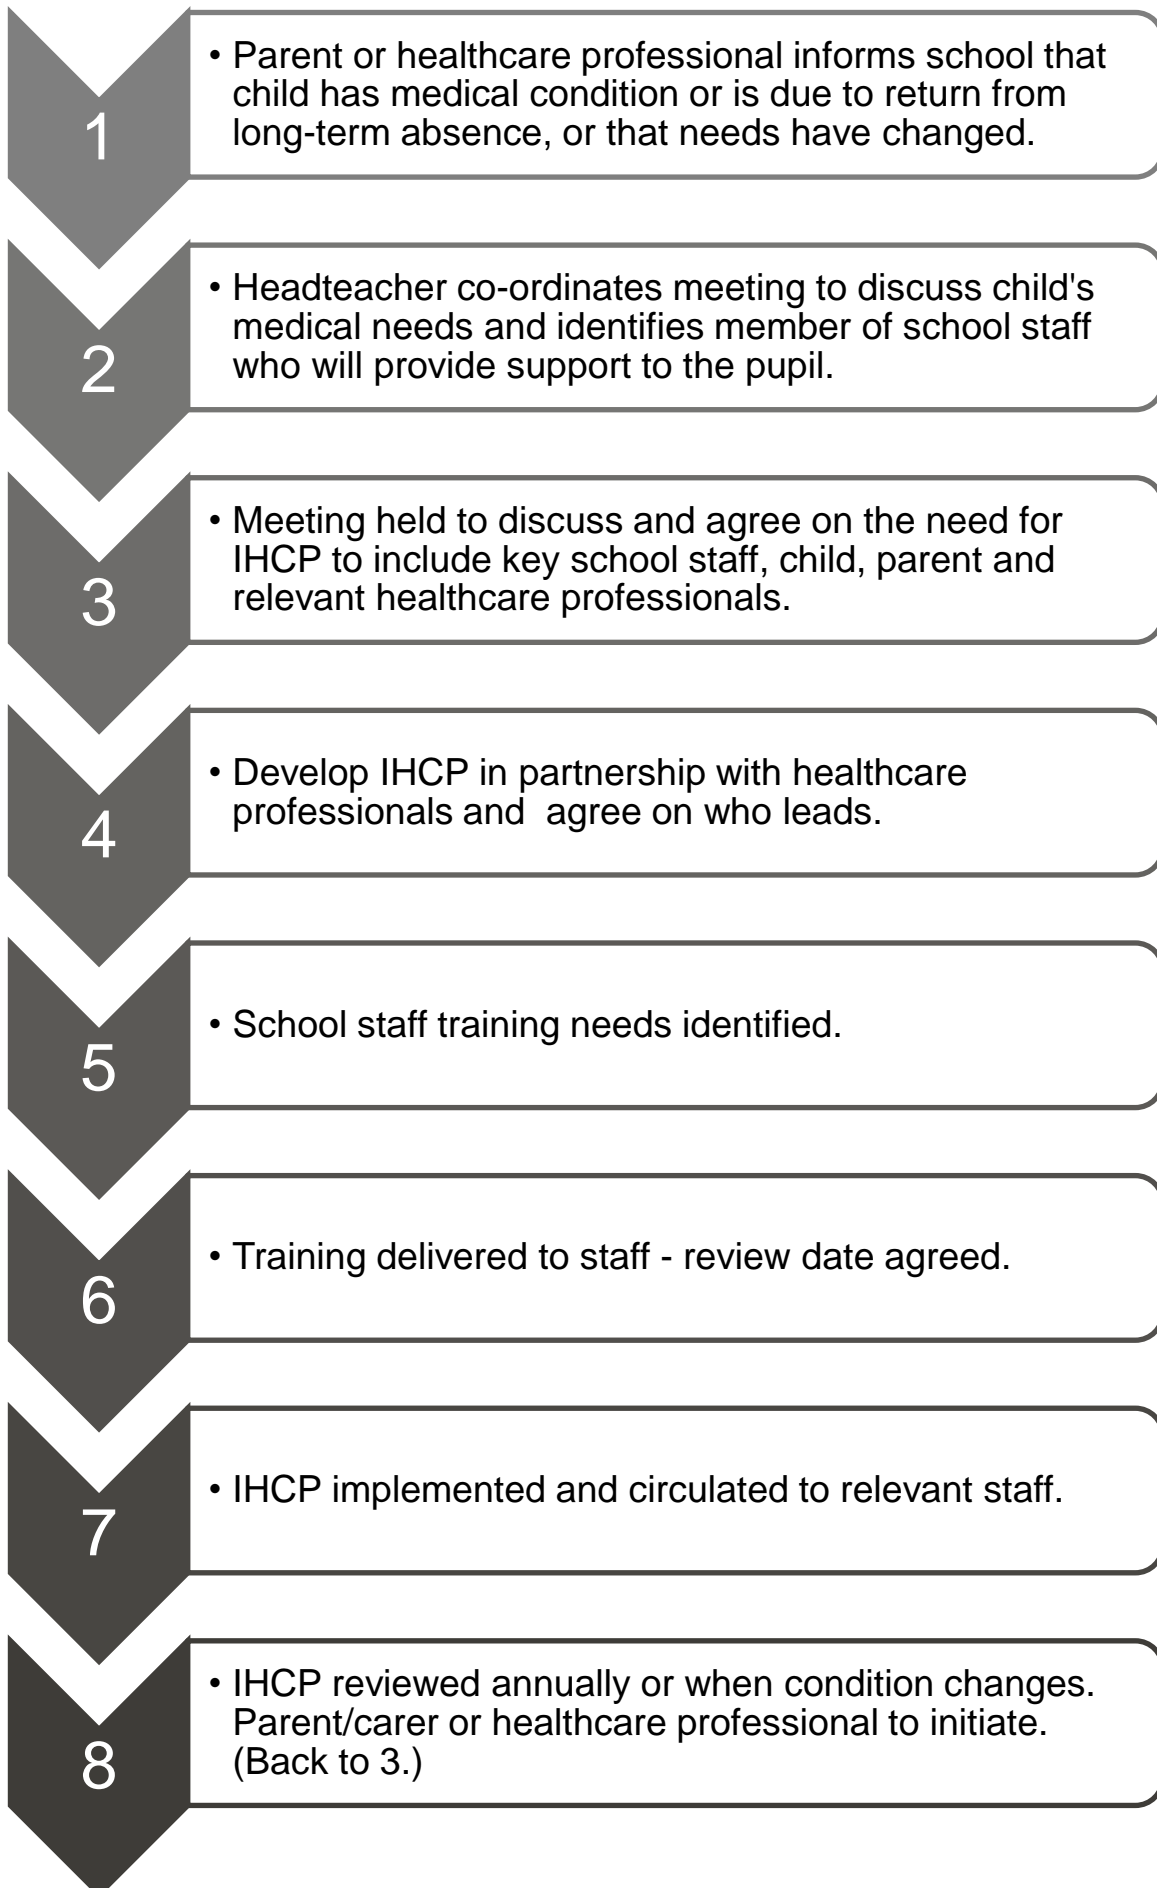 1
• Parent or healthcare professional informs school that
child has medical condition or is due to return from
long-term absence, or that needs have changed.
2
• Headteacher co-ordinates meeting to discuss child's
medical needs and identifies member of school staff
who will provide support to the pupil.
3
• Meeting held to discuss and agree on the need for
IHCP to include key school staff, child, parent and
relevant healthcare professionals.
4
• Develop IHCP in partnership with healthcare
professionals and  agree on who leads.
5
• School staff training needs identified.
6
• Training delivered to staff - review date agreed.
7
• IHCP implemented and circulated to relevant staff.
8
• IHCP reviewed annually or when condition changes.
Parent/carer or healthcare professional to initiate.
(Back to 3.)